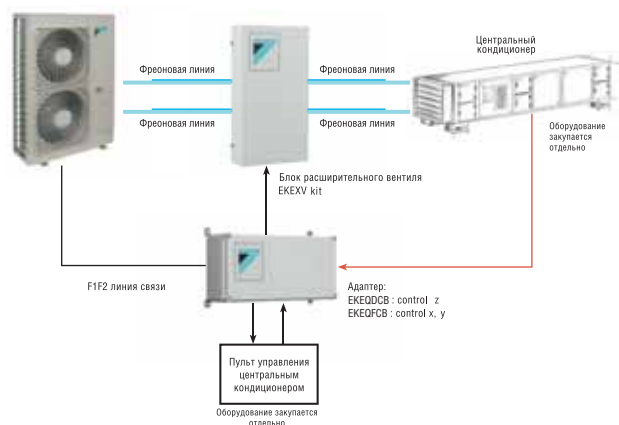 Центральный
кондиционер
Фреоновая линия
Фреоновая линия
Фреоновая линия
Фреоновая линия
Оборудование
закупается
отдельно
Блок расширительного вентиля
EKEXV kit
F1F2 линия связи
Адаптер:
EKEQDCB : control z
EKEQFCB : control x, y
Пульт управления
центральным
кондиционером
Оборудование закупается
отдельно